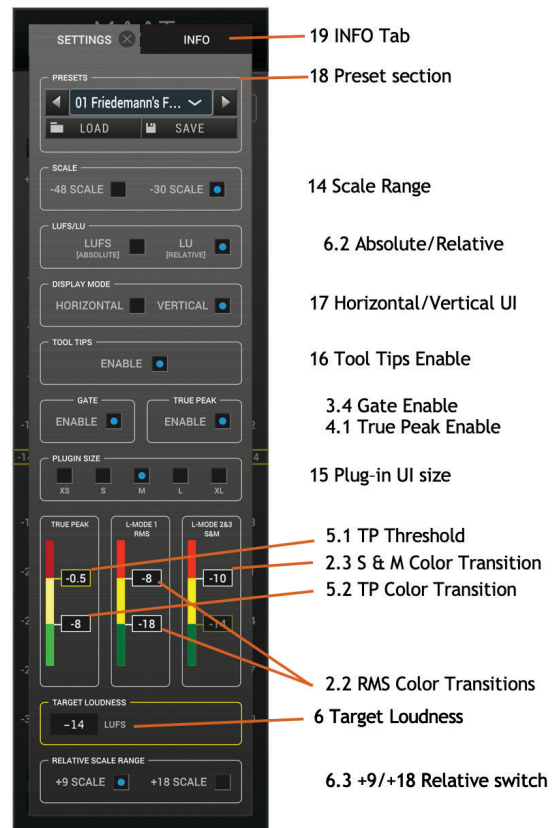 SETTINGS INFO
19 INFO Tab
PRESETS
18 Preset section
01 Friedemann's F...
LOAD SAVE
SCALE
-48 SCALE -30 SCALE
14 Scale Range
LUFS/LU
LUFS LU
[ABSOLUTE] [RELATIVE]
6.2 Absolute/Relative
DISPLAY MODE
HORIZONTAL VERTICAL
17 Horizontal/Vertical UI
TOOL TIPS
ENABLE
16 Tool Tips Enable
GATE TRUE PEAK
ENABLE ENABLE
3.4 Gate Enable
4.1 True Peak Enable
PLUGIN SIZE
XS S M L XL
15 Plug-in UI size
TRUE PEAK L-MODE 1 L-MODE 2&3
RMS S&M
5.1 TP Threshold
-0.5 -8 -10
2.3 S & M Color Transition
5.2 TP Color Transition
-8 -18 -14
2.2 RMS Color Transitions
TARGET LOUDNESS
-14 LUFS
6 Target Loudness
RELATIVE SCALE RANGE
+9 SCALE +18 SCALE
6.3 +9/+18 Relative switch